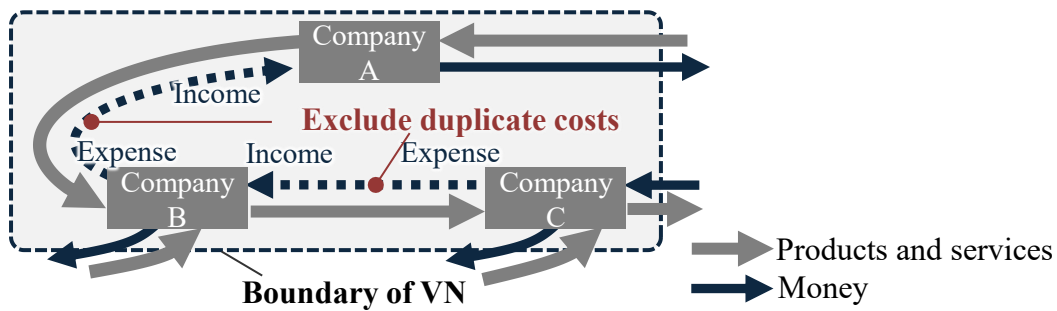 Company
A
Income
Exclude duplicate costs
Expense
Income
Expense
Company
B
Company
C
Products and services
Boundary of VN
Money